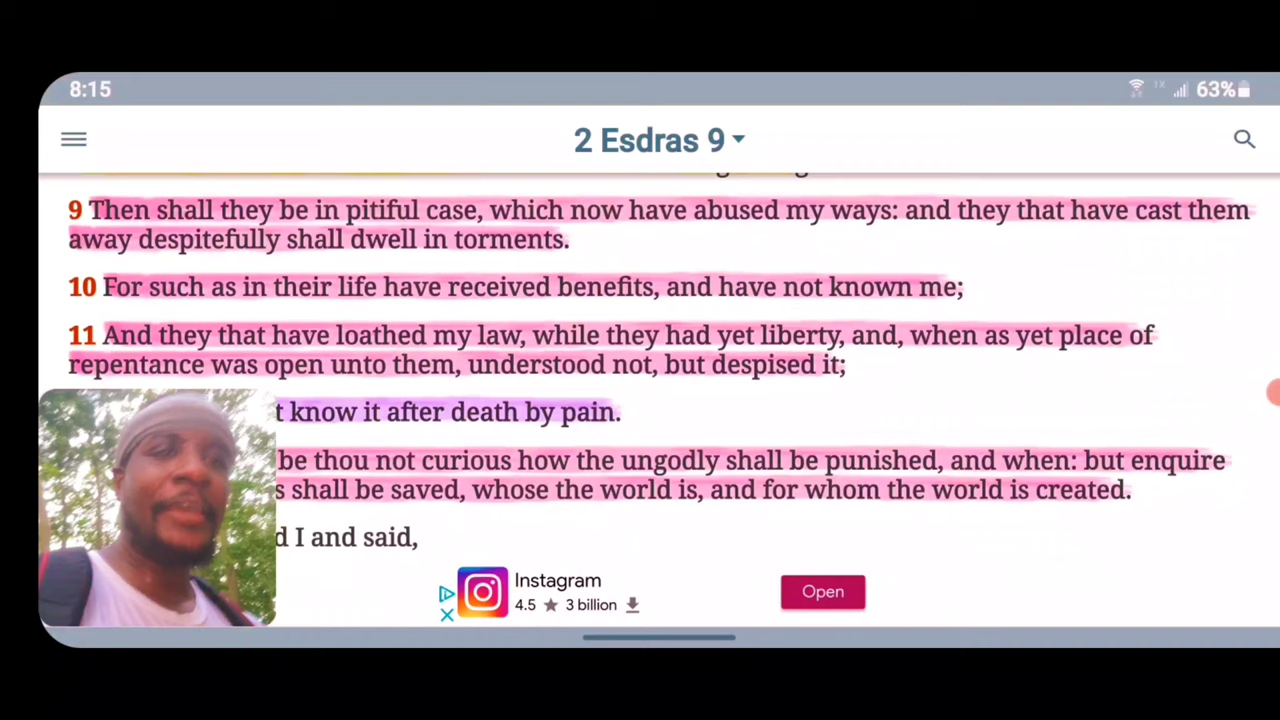 8:15
63%
2 Esdras 9
9 Then shall they be in pitiful case, which now have abused my ways: and they that have cast them
away despitefully shall dwell in torments.
10 For such as in their life have received benefits, and have not known me;
11 And they that have loathed my law, while they had yet liberty, and, when as yet place of
repentance was open unto them, understood not, but despised it;
t know it after death by pain.
be thou not curious how the ungodly shall be punished, and when: but enquire
s shall be saved, whose the world is, and for whom the world is created.
d I and said,
Instagram
4.5 ★ 3 billion
Open